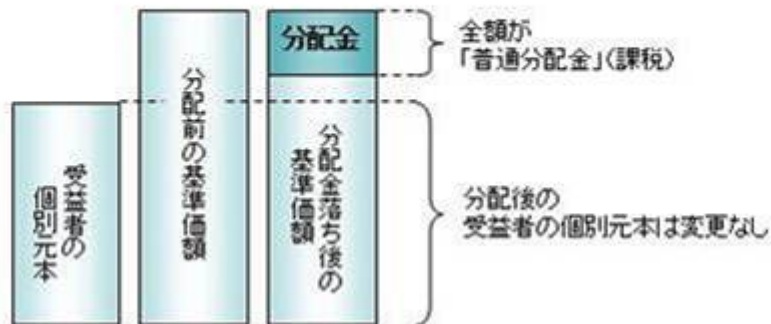 分配金
全額が
「普通分配金」(課税)
受益者の
個別元本
分配前の基準価額
分配金落ち後の
基準価額
分配後の
受益者の個別元本は変更なし